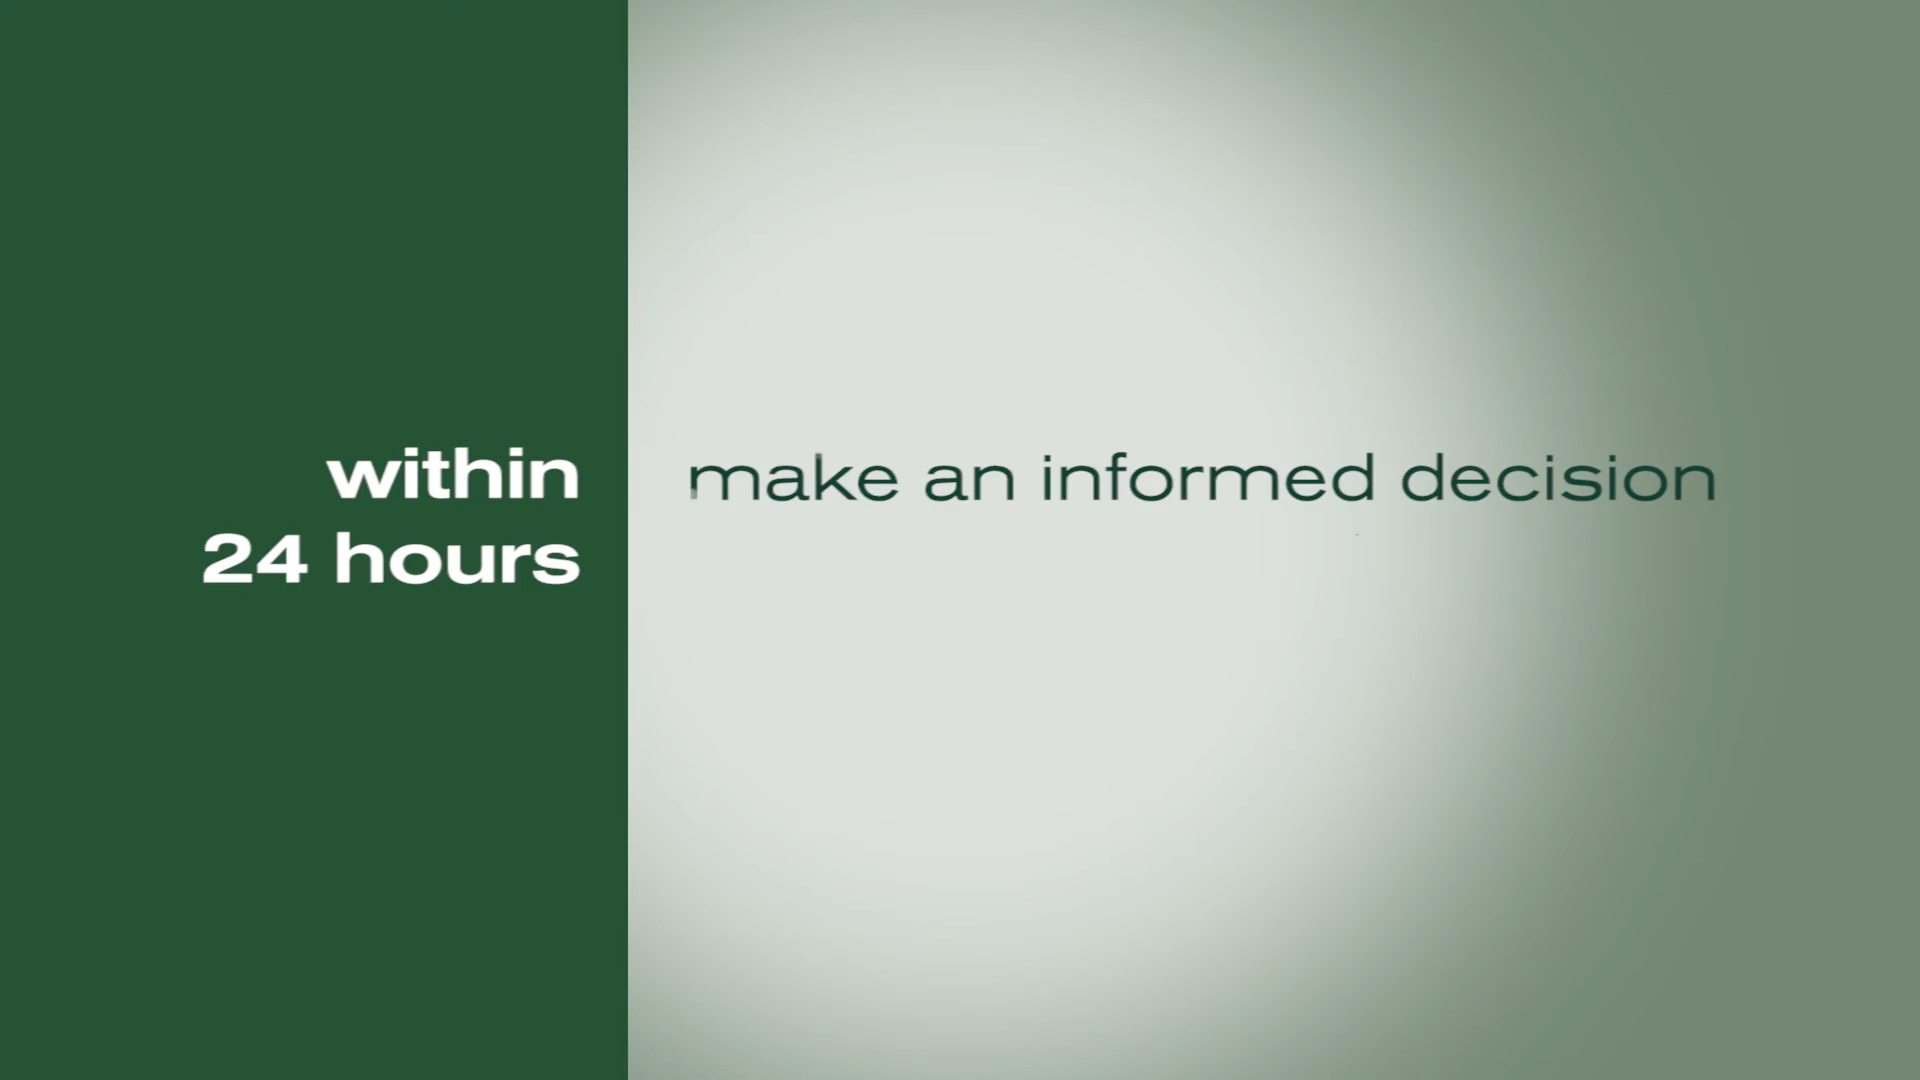 within
24 hours
make an informed decision